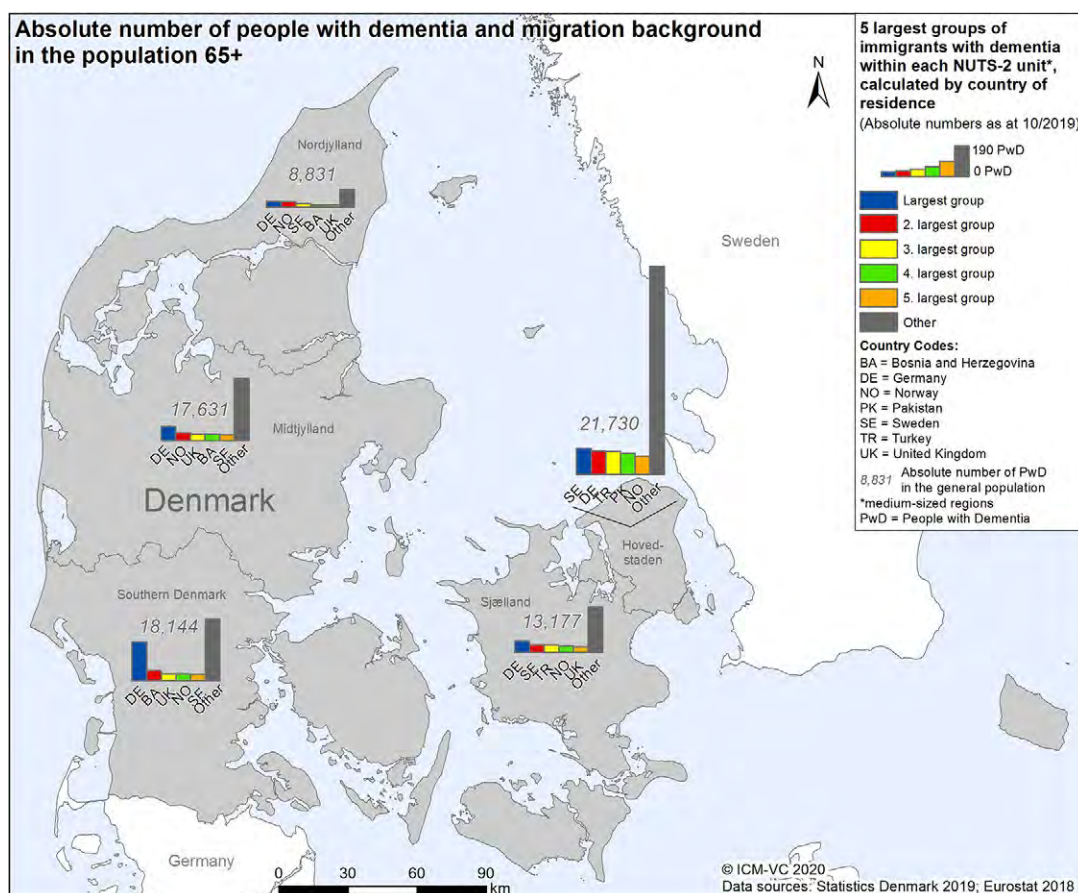 Absolute number of people with dementia and migration background
in the population 65+
N
Nordjylland
8,831
DE NO SE BA UK Other
Sweden
17,631
Midtjylland
DE NO UK BA SE Other
Denmark
21,730
SE DE TR PK NO Other
Hoved-
staden
Southern Denmark
18,144
DE BA UK NO SE Other
Sjælland
13,177
DE SE TR NO UK Other
Germany
0 30 60 90
km
5 largest groups of
immigrants with dementia
within each NUTS-2 unit*,
calculated by country of
residence
(Absolute numbers as at 10/2019)
190 PwD
0 PwD
Largest group
2. largest group
3. largest group
4. largest group
5. largest group
Other
Country Codes:
BA = Bosnia and Herzegovina
DE = Germany
NO = Norway
PK = Pakistan
SE = Sweden
TR = Turkey
UK = United Kingdom
8,831 Absolute number of PwD
in the general population
*medium-sized regions
PwD = People with Dementia
© ICM-VC 2020
Data sources: Statistics Denmark 2019; Eurostat 2018